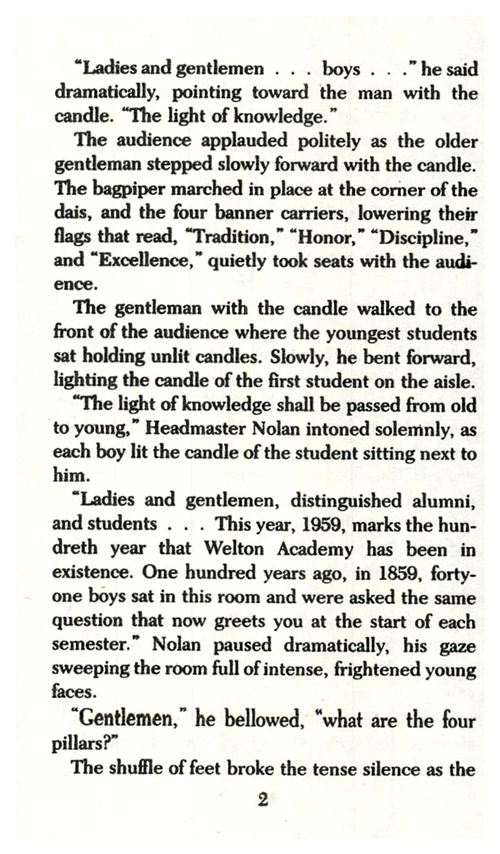 “Ladies and gentlemen . . . boys . . .” he said
dramatically, pointing toward the man with the
candle. “The light of knowledge.”
The audience applauded politely as the older
gentleman stepped slowly forward with the candle.
The bagpiper marched in place at the corner of the
dais, and the four banner carriers, lowering their
flags that read, “Tradition,” “Honor,” “Discipline,”
and “Excellence,” quietly took seats with the audi-
ence.
The gentleman with the candle walked to the
front of the audience where the youngest students
sat holding unlit candles. Slowly, he bent forward,
lighting the candle of the first student on the aisle.
“The light of knowledge shall be passed from old
to young,” Headmaster Nolan intoned solemnly, as
each boy lit the candle of the student sitting next to
him.
“Ladies and gentlemen, distinguished alumni,
and students . . . This year, 1959, marks the hun-
dreth year that Welton Academy has been in
existence. One hundred years ago, in 1859, forty-
one boys sat in this room and were asked the same
question that now greets you at the start of each
semester.” Nolan paused dramatically, his gaze
sweeping the room full of intense, frightened young
faces.
“Gentlemen,” he bellowed, “what are the four
pillars?”
The shuffle of feet broke the tense silence as the
2